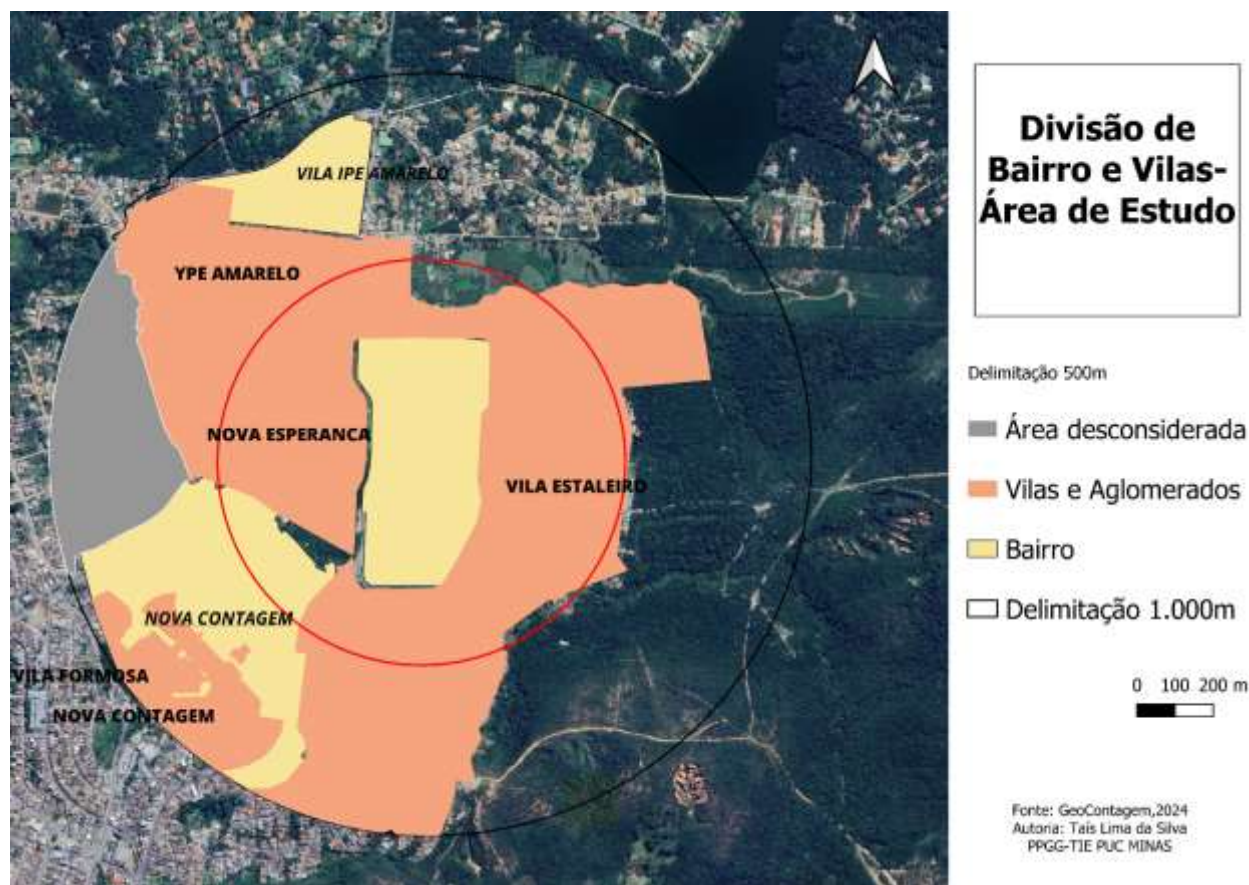 VILA IPE AMARELO
YPE AMARELO
NOVA ESPERANCA
VILA ESTALEIRO
NOVA CONTAGEM
VILA FORMOSA
NOVA CONTAGEM
Divisão de
Bairro e Vilas-
Área de Estudo
Delimitação 500m
Área desconsiderada
Vilas e Aglomerados
Bairro
Delimitação 1.000m
0 100 200 m
Fonte: GeoContagem,2024
Autoria: Taís Lima da Silva
PPGG-TIE PUC MINAS